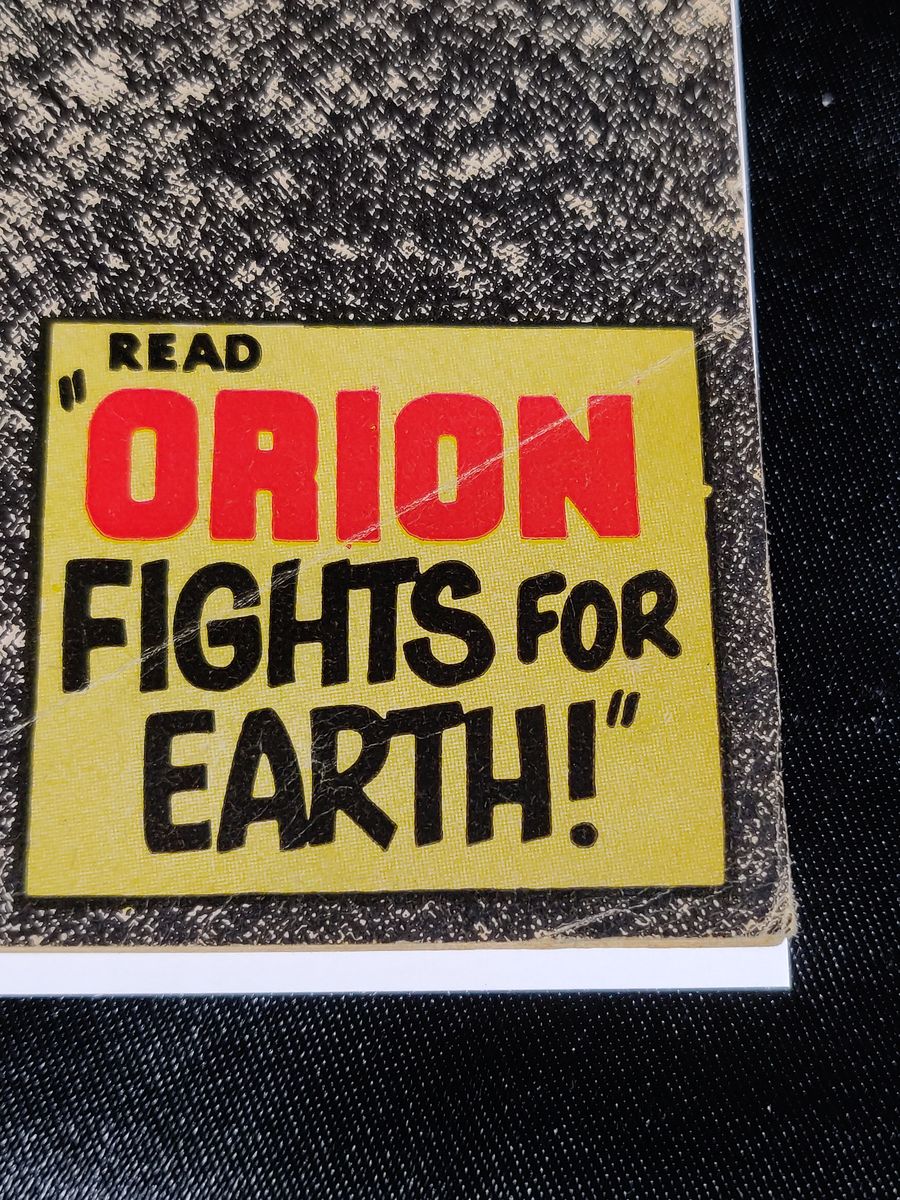 READ
"ORION
FIGHTS FOR
EARTH!"